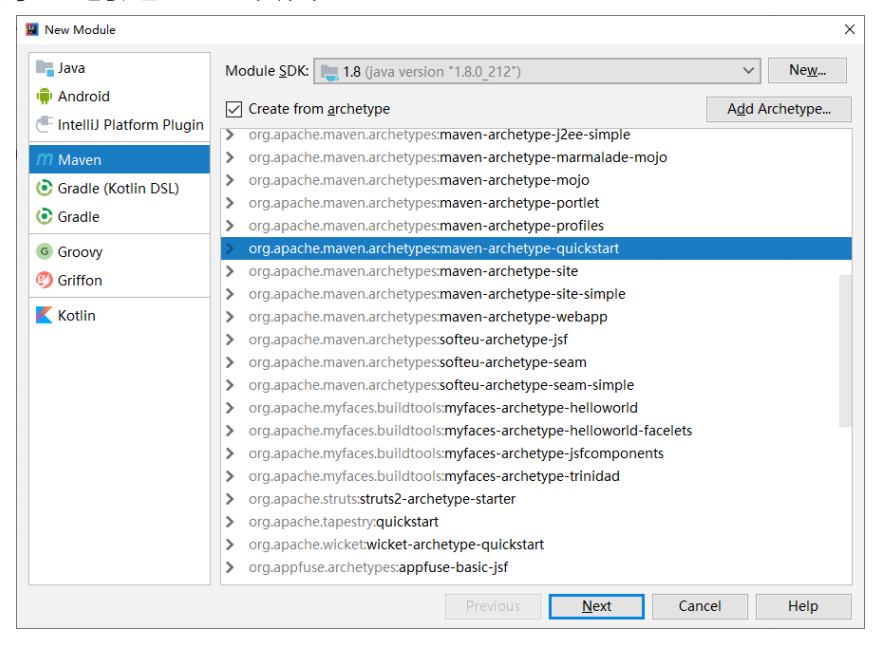 New Module
Java
Android
IntelliJ Platform Plugin
Maven
Gradle (Kotlin DSL)
Gradle
Groovy
Griffon
Kotlin
Module SDK: 1.8 (java version "1.8.0_212") New...
Create from archetype Add Archetype...
org.apache.maven.archetypes:maven-archetype-j2ee-simple
org.apache.maven.archetypes:maven-archetype-marmalade-mojo
org.apache.maven.archetypes:maven-archetype-mojo
org.apache.maven.archetypes:maven-archetype-portlet
org.apache.maven.archetypes:maven-archetype-profiles
org.apache.maven.archetypes:maven-archetype-quickstart
org.apache.maven.archetypes:maven-archetype-site
org.apache.maven.archetypes:maven-archetype-site-simple
org.apache.maven.archetypes:maven-archetype-webapp
org.apache.maven.archetypes:softeu-archetype-jsf
org.apache.maven.archetypes:softeu-archetype-seam
org.apache.maven.archetypes:softeu-archetype-seam-simple
org.apache.myfaces.buildtools:myfaces-archetype-helloworld
org.apache.myfaces.buildtools:myfaces-archetype-helloworld-facelets
org.apache.myfaces.buildtools:myfaces-archetype-jsfcomponents
org.apache.myfaces.buildtools:myfaces-archetype-trinidad
org.apache.struts:struts2-archetype-starter
org.apache.tapestry:quickstart
org.apache.wicket:wicket-archetype-quickstart
org.appfuse.archetypes:appfuse-basic-jsf
Previous Next Cancel Help